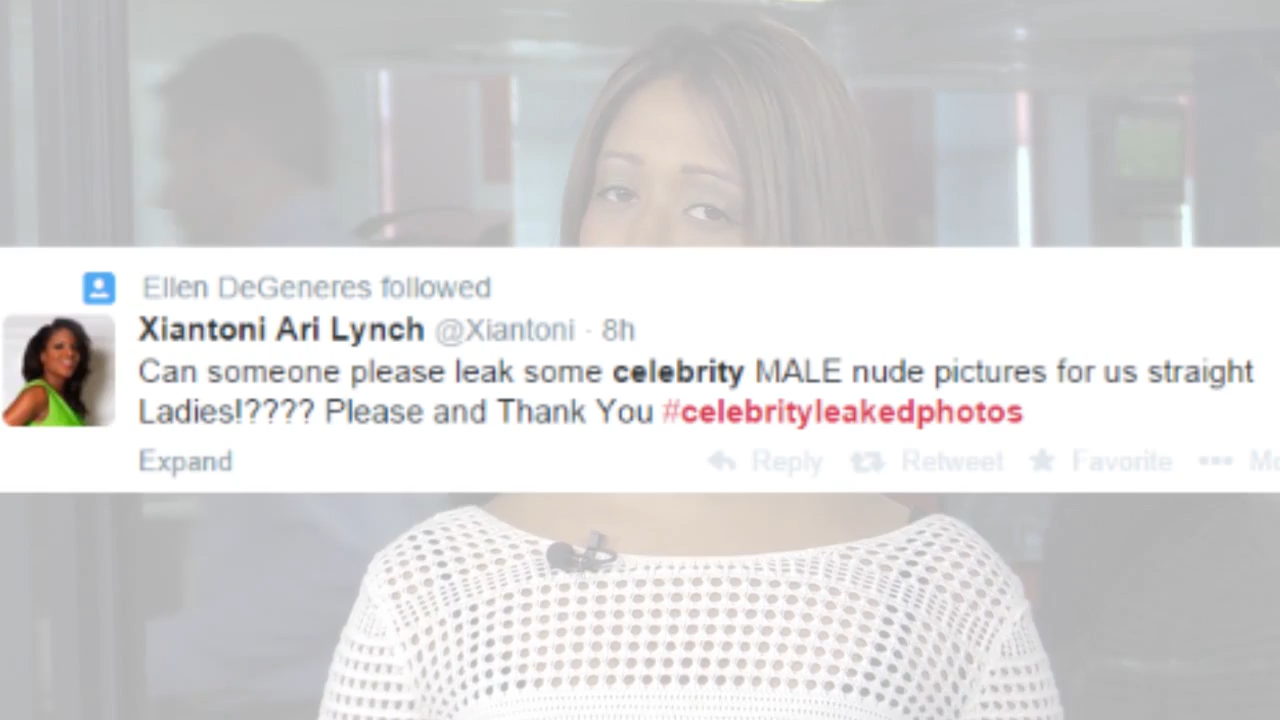 Ellen DeGeneres followed
Xiantoni Ari Lynch @Xiantoni · 8h
Can someone please leak some celebrity MALE nude pictures for us straight
Ladies!???? Please and Thank You #celebrityleakedphotos
Expand Reply Retweet Favorite ••• Mo